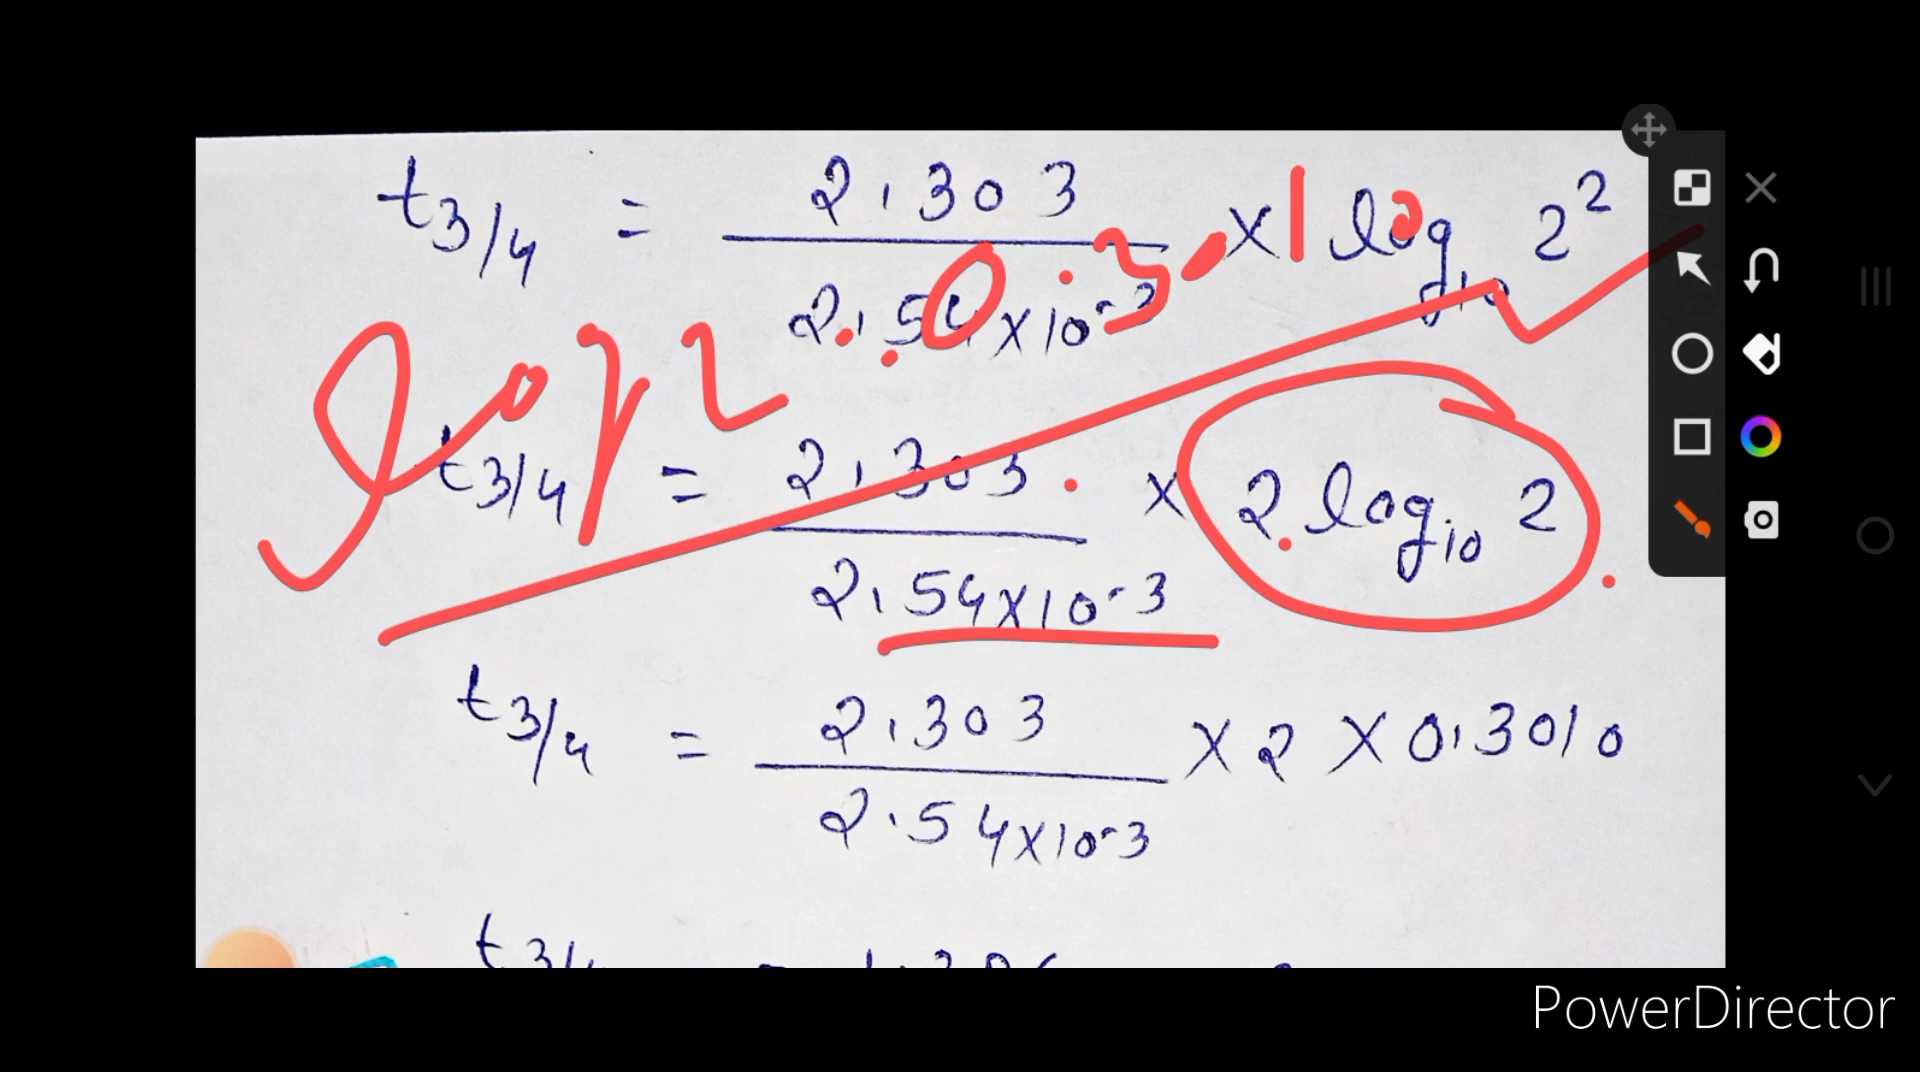 t3/4 = 2.303 / 2.54×10-3 × log10 2²
log2 0.3010
t3/4 = 2.303 / 2.54×10-3 × 2 log10 2
t3/4 = 2.303 / 2.54×10-3 × 2 × 0.3010
PowerDirector